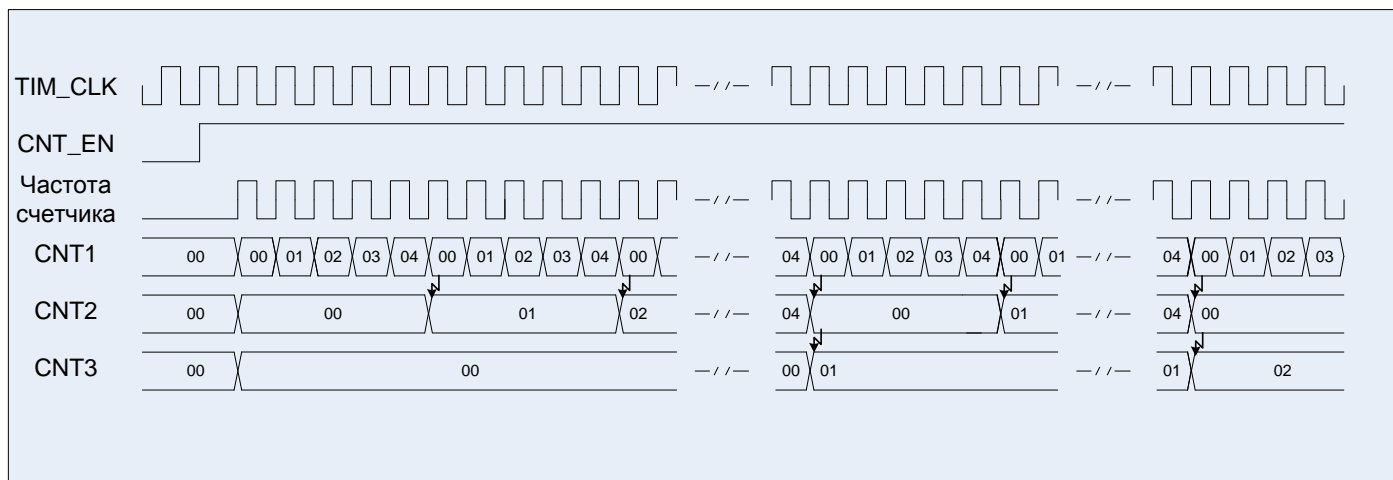 TIM_CLK
CNT_EN
Частота
счетчика
CNT1 00 00 01 02 03 04 00 01 02 03 04 00 04 00 01 02 03 04 00 01 04 00 01 02 03
CNT2 00 00 01 02 04 00 01 04 00
CNT3 00 00 00 01 01 02